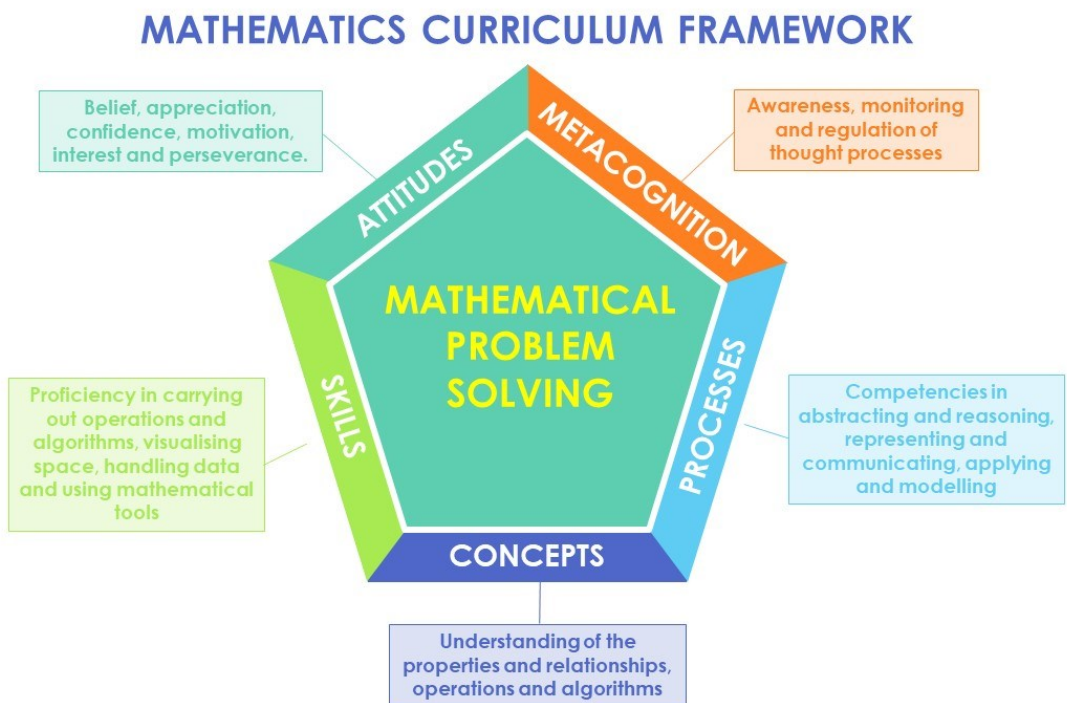 MATHEMATICS CURRICULUM FRAMEWORK
Belief, appreciation,
confidence, motivation,
interest and perseverance.
ATTITUDES
METACOGNITION
Awareness, monitoring
and regulation of
thought processes
MATHEMATICAL
PROBLEM
SOLVING
Proficiency in carrying
out operations and
algorithms, visualising
space, handling data
and using mathematical
tools
SKILLS
PROCESSES
Competencies in
abstracting and reasoning,
representing and
communicating, applying
and modelling
CONCEPTS
Understanding of the
properties and relationships,
operations and algorithms